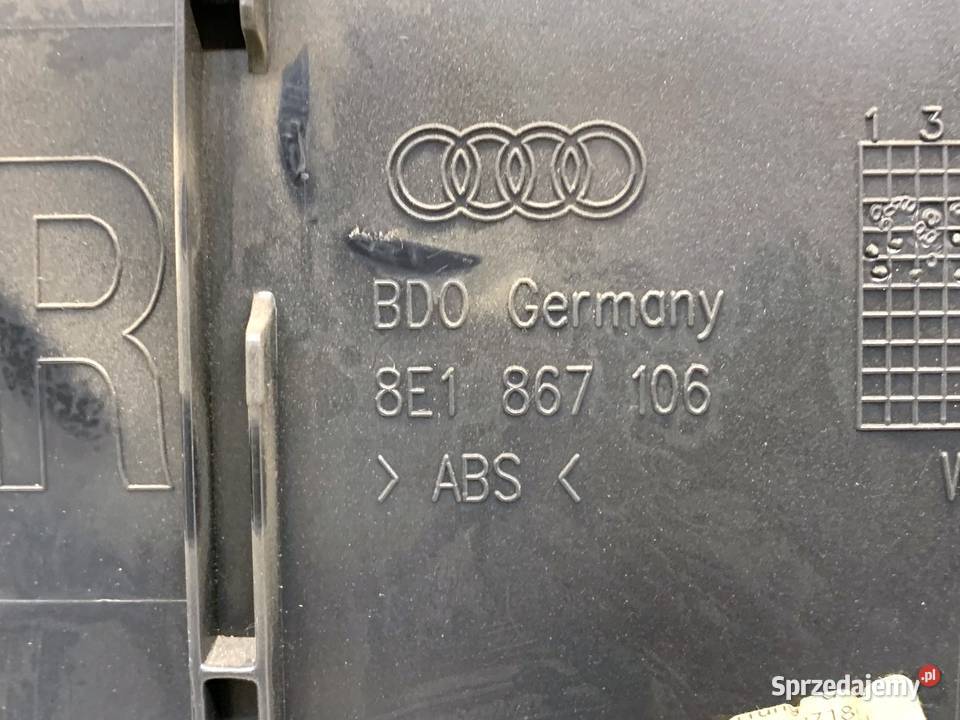 R
1 3
BDO Germany
8E1 867 106
> ABS <
Sprzedajemy.pl